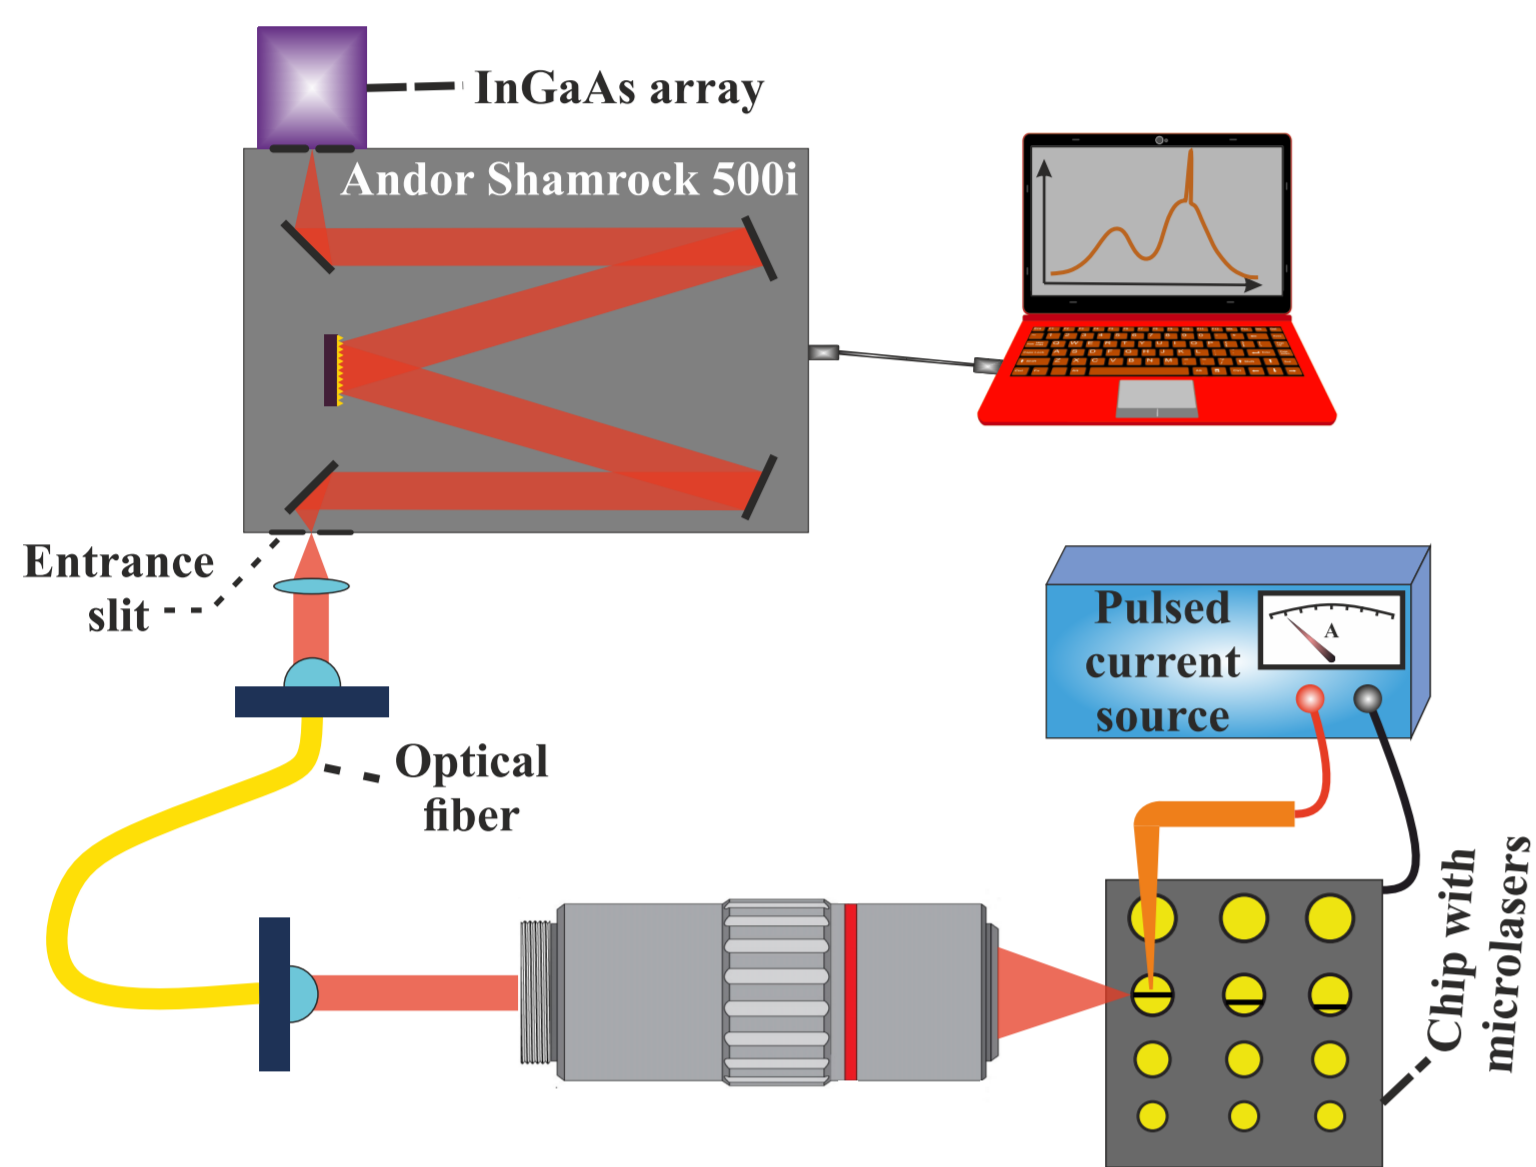 InGaAs array
Andor Shamrock 500i
Entrance
slit
Pulsed
current
source
A
Optical
fiber
Chip with
microlasers